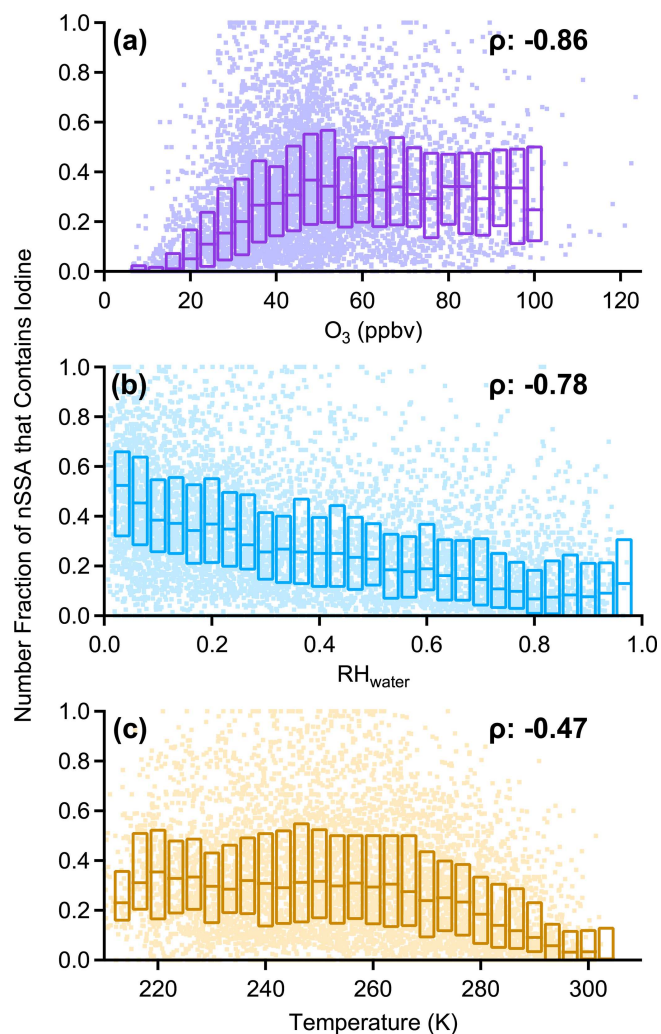 Number Fraction of nSSA that Contains Iodine
(a) ρ: -0.86
1.0
0.8
0.6
0.4
0.2
0.0
0 20 40 60 80 100 120
O₃ (ppbv)
(b) ρ: -0.78
1.0
0.8
0.6
0.4
0.2
0.0
0.0 0.2 0.4 0.6 0.8 1.0
RHwater
(c) ρ: -0.47
1.0
0.8
0.6
0.4
0.2
0.0
220 240 260 280 300
Temperature (K)